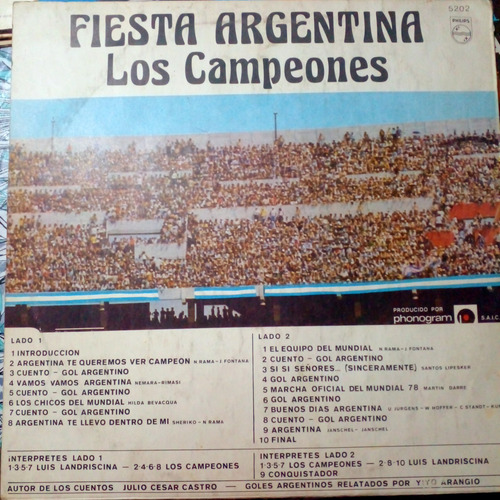 5202
PHILIPS
FIESTA ARGENTINA
Los Campeones
PRODUCIDO POR
phonogram
S.A.I.C.
LADO 1
1 INTRODUCCION
2 ARGENTINA TE QUEREMOS VER CAMPEON N RAMA - J FONTANA
3 CUENTO - GOL ARGENTINO
4 VAMOS VAMOS ARGENTINA NEMARA-RIMASI
5 CUENTO - GOL ARGENTINO
6 LOS CHICOS DEL MUNDIAL HILDA BEVACQUA
7 CUENTO - GOL ARGENTINO
8 ARGENTINA TE LLEVO DENTRO DE MI SHERIKO - N RAMA
LADO 2
1 EL EQUIPO DEL MUNDIAL N RAMA - J FONTANA
2 CUENTO - GOL ARGENTINO
3 SI SI SEÑORES... (SINCERAMENTE) SANTOS LIPESKER
4 GOL ARGENTINO
5 MARCHA OFICIAL DEL MUNDIAL 78 MARTIN DARRE
6 GOL ARGENTINO
7 BUENOS DIAS ARGENTINA U JURGENS - W HOFFER - C STANDT -
8 CUENTO - GOL ARGENTINO
9 ARGENTINA JANSCHEL - JANSCHEL
10 FINAL
INTERPRETES LADO 1
1·3·5·7 LUIS LANDRISCINA - 2·4·6·8 LOS CAMPEONES
INTERPRETES LADO 2
1·3·5·7 LOS CAMPEONES - 2·8·10 LUIS LANDRISCINA
9 CONQUISTADOR
AUTOR DE LOS CUENTOS JULIO CESAR CASTRO — GOLES ARGENTINOS RELATADOS POR YIYO ARANGIO